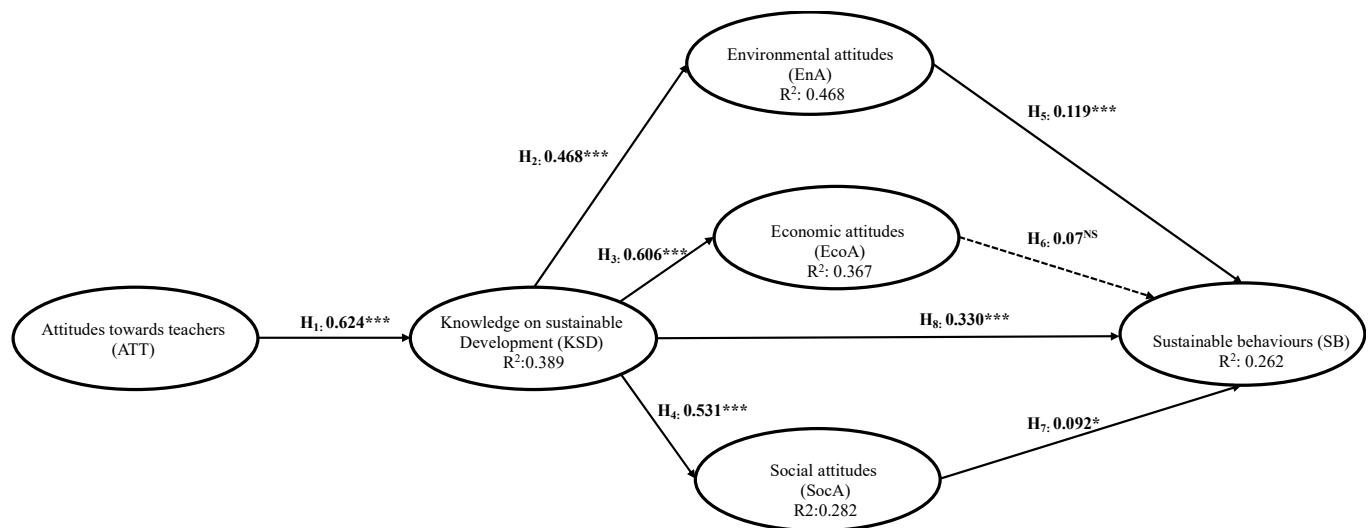 Environmental attitudes
(EnA)
R²: 0.468
H₅: 0.119***
H₂: 0.468***
Economic attitudes
(EcoA)
R²: 0.367
H₆: 0.07ᴺˢ
H₃: 0.606***
Attitudes towards teachers
(ATT)
H₁: 0.624***
Knowledge on sustainable
Development (KSD)
R²:0.389
H₈: 0.330***
Sustainable behaviours (SB)
R²: 0.262
H₄: 0.531***
H₇: 0.092*
Social attitudes
(SocA)
R2:0.282